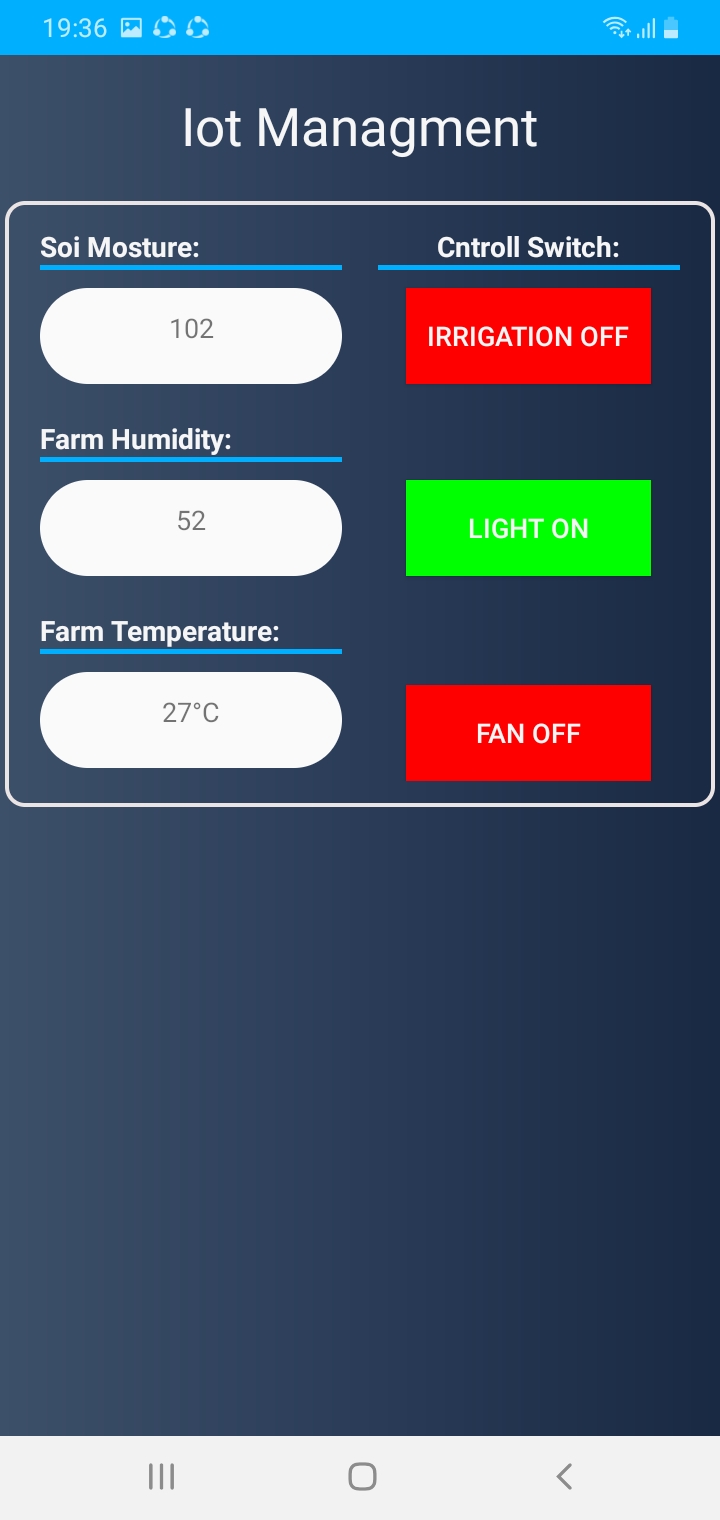 19:36
Iot Managment
Soi Mosture:
Cntroll Switch:
102
IRRIGATION OFF
Farm Humidity:
52
LIGHT ON
Farm Temperature:
27°C
FAN OFF